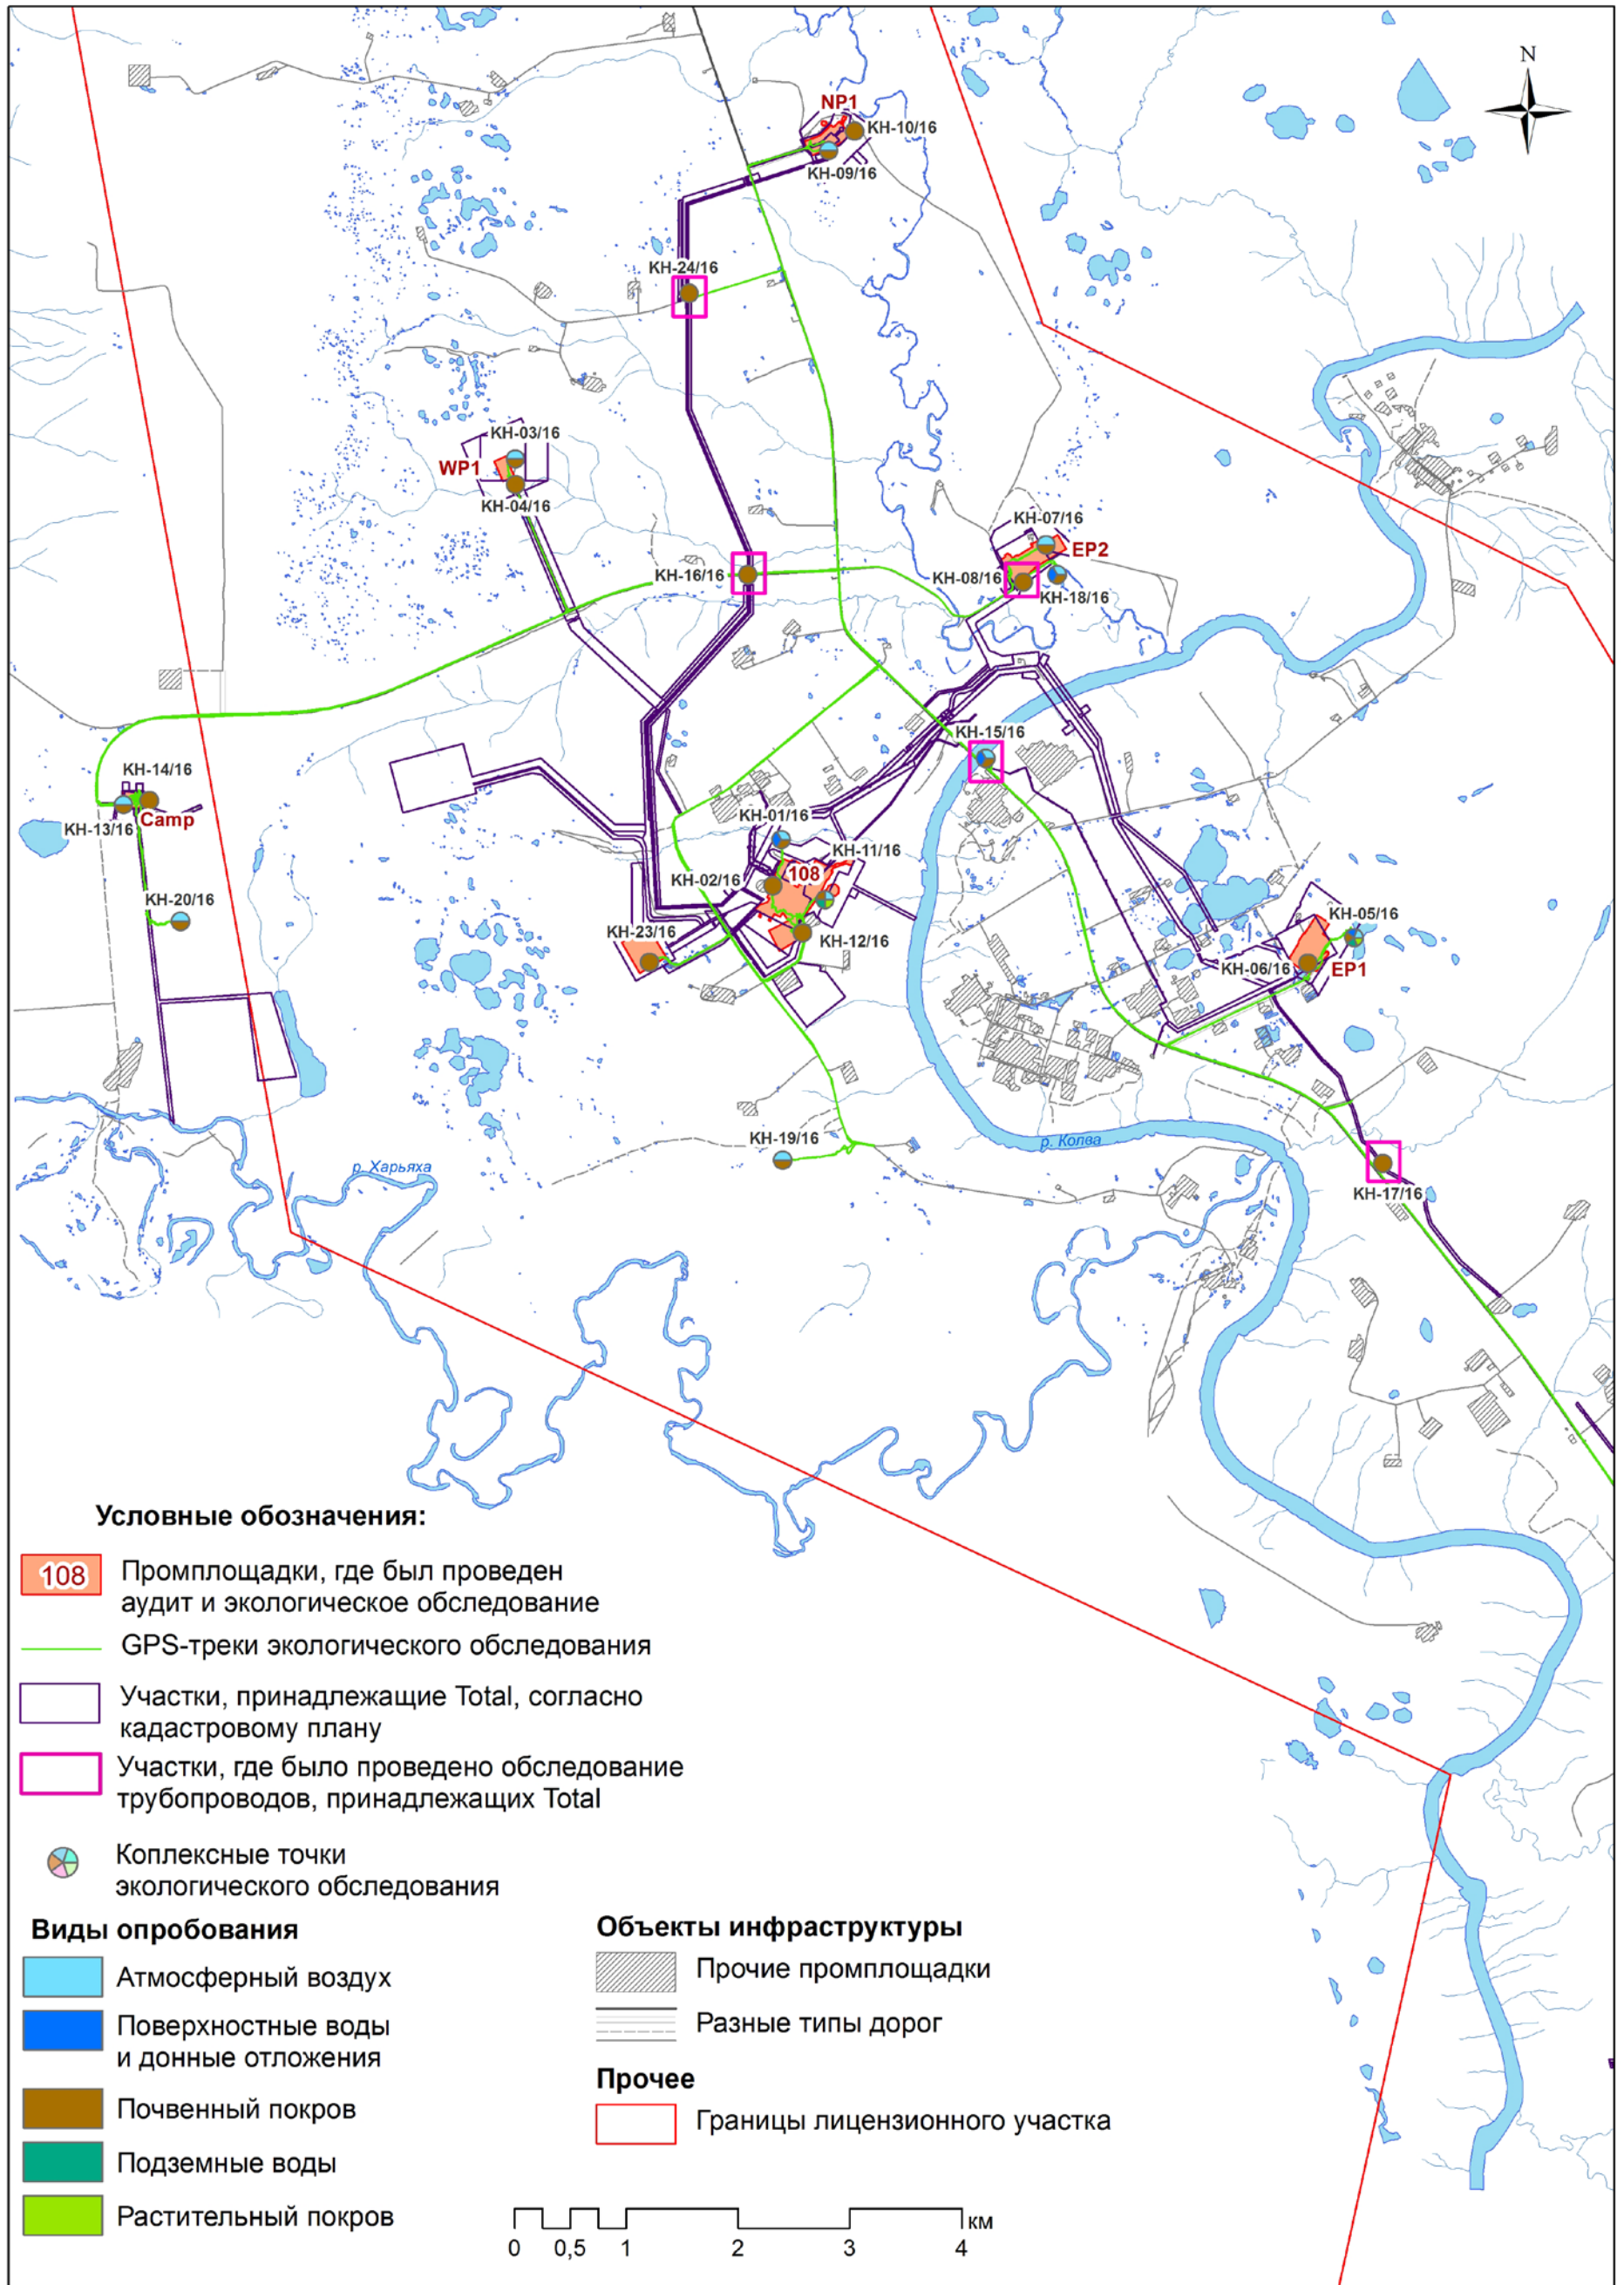 N
NP1
KH-10/16
KH-09/16
KH-24/16
KH-03/16
WP1
KH-04/16
KH-07/16
EP2
KH-16/16
KH-08/16
KH-18/16
KH-15/16
KH-14/16
KH-13/16
Camp
KH-01/16
KH-11/16
KH-02/16
108
KH-20/16
KH-23/16
KH-12/16
KH-05/16
KH-06/16
EP1
KH-19/16
р. Колва
р. Харьяха
KH-17/16
Условные обозначения:
108
Промплощадки, где был проведен
аудит и экологическое обследование
GPS-треки экологического обследования
Участки, принадлежащие Total, согласно
кадастровому плану
Участки, где было проведено обследование
трубопроводов, принадлежащих Total
Коплексные точки
экологического обследования
Виды опробования
Атмосферный воздух
Поверхностные воды
и донные отложения
Почвенный покров
Подземные воды
Растительный покров
Объекты инфраструктуры
Прочие промплощадки
Разные типы дорог
Прочее
Границы лицензионного участка
км
0 0,5 1 2 3 4